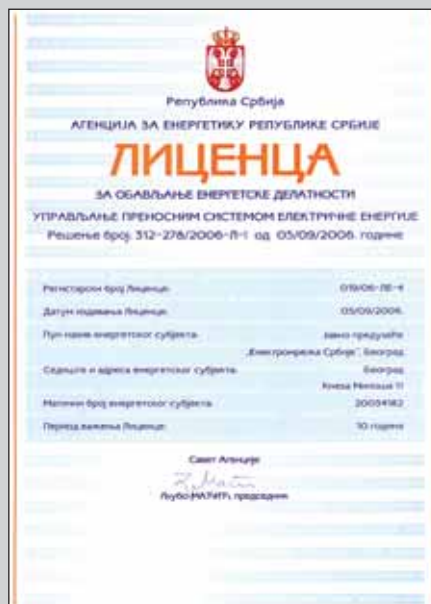 Република Србија
АГЕНЦИЈА ЗА ЕНЕРГЕТИКУ РЕПУБЛИКЕ СРБИЈЕ
ЛИЦЕНЦА
ЗА ОБАВЉАЊЕ ЕНЕРГЕТСКЕ ДЕЛАТНОСТИ
УПРАВЉАЊЕ ПРЕНОСНИМ СИСТЕМОМ ЕЛЕКТРИЧНЕ ЕНЕРГИЈЕ
Решење број: 312-278/2006-Л-I од 05/09/2006. године
Регистарски број Лиценце: 019/06-ЛЕ-4
Датум издавања Лиценце: 05/09/2006.
Пун назив енергетског субјекта: Јавно предузеће
„Електромрежа Србије", Београд
Седиште и адреса енергетског субјекта: Београд
Кнеза Милоша 11
Матични број енергетског субјекта: 20054182
Период важења Лиценце: 10 година
Савет Агенције
Љубо МАЋИЋ, председник